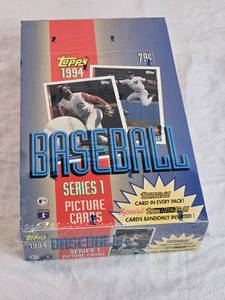 Topps
1994
79¢
BASEBALL
SERIES 1
PICTURE
CARDS
CARD IN EVERY PACK!
Special
CARDS RANDOMLY INSERTED!
Topps
1994
BASEBALL
SERIES 1
PICTURE
CARDS